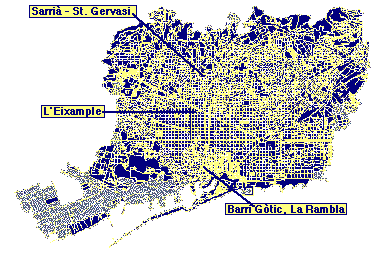 Sarrià - St. Gervasi.
L'Eixample
Barri Gòtic, La Rambla